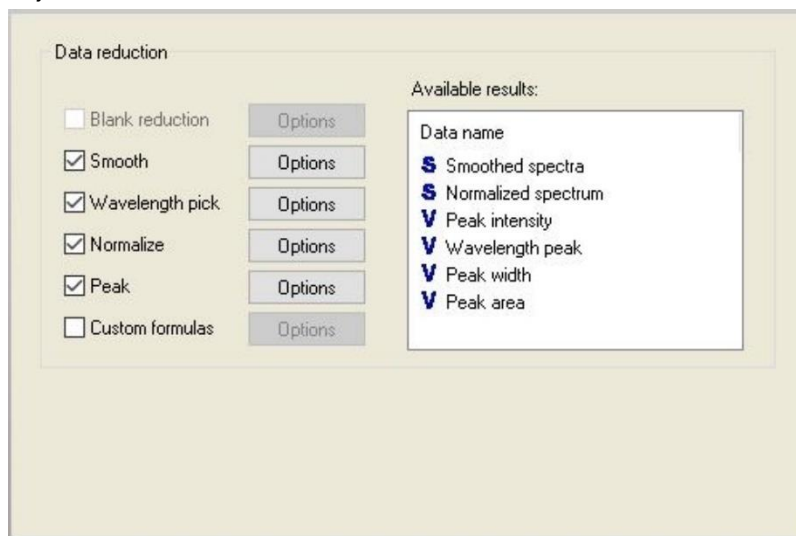 Data reduction
Blank reduction Options
Smooth Options
Wavelength pick Options
Normalize Options
Peak Options
Custom formulas Options
Available results:
Data name
S Smoothed spectra
S Normalized spectrum
V Peak intensity
V Wavelength peak
V Peak width
V Peak area